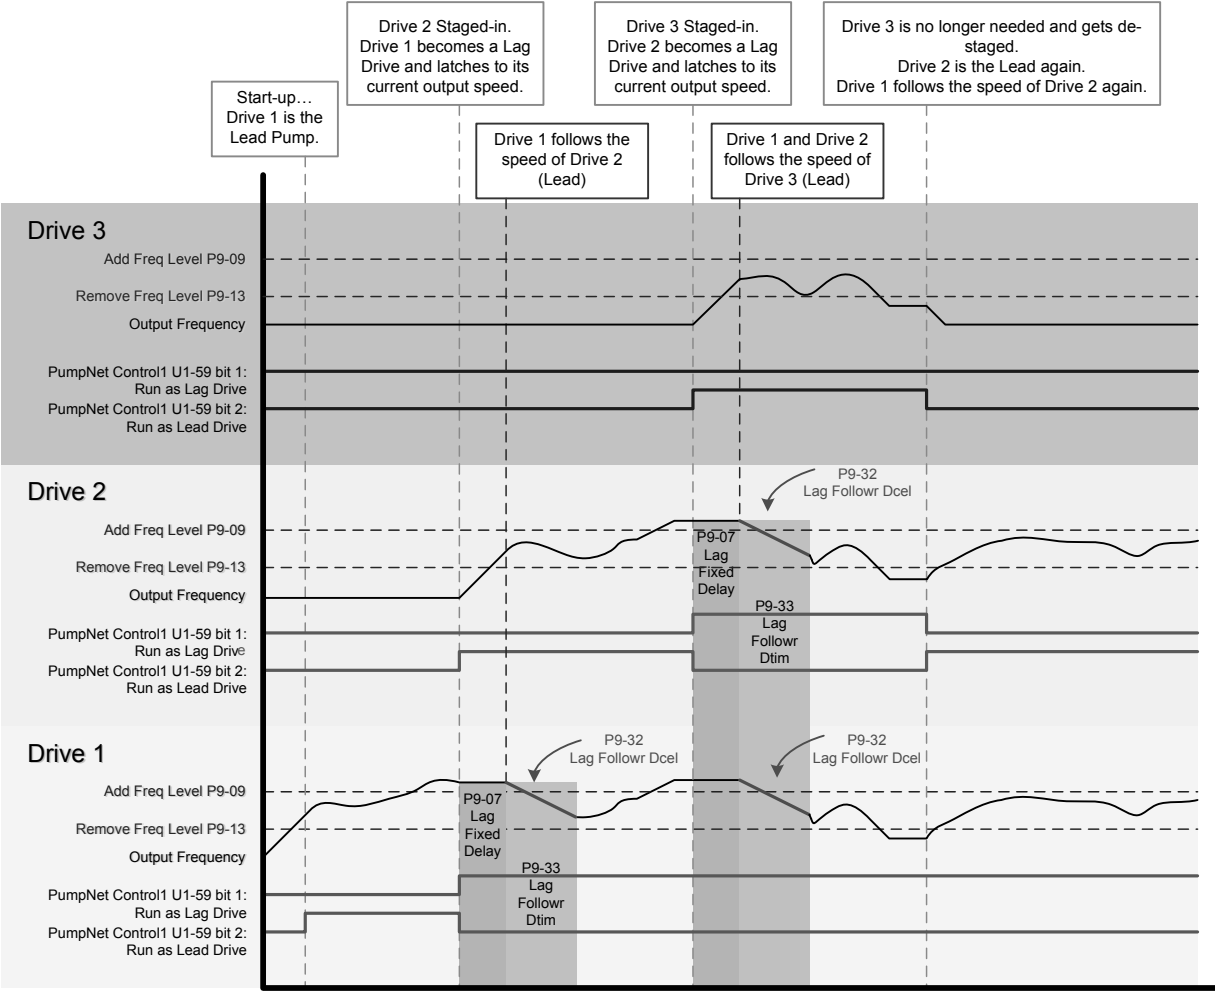 Drive 2 Staged-in.
Drive 1 becomes a Lag
Drive and latches to its
current output speed.
Drive 3 Staged-in.
Drive 2 becomes a Lag
Drive and latches to its
current output speed.
Drive 3 is no longer needed and gets de-
staged.
Drive 2 is the Lead again.
Drive 1 follows the speed of Drive 2 again.
Start-up…
Drive 1 is the
Lead Pump.
Drive 1 follows the
speed of Drive 2
(Lead)
Drive 1 and Drive 2
follows the speed of
Drive 3 (Lead)
Drive 3
Add Freq Level P9-09
Remove Freq Level P9-13
Output Frequency
PumpNet Control1 U1-59 bit 1:
Run as Lag Drive
PumpNet Control1 U1-59 bit 2:
Run as Lead Drive
Drive 2
P9-32
Lag Followr Dcel
Add Freq Level P9-09
P9-07
Lag
Fixed
Delay
Remove Freq Level P9-13
Output Frequency
P9-33
Lag
Followr
Dtim
PumpNet Control1 U1-59 bit 1:
Run as Lag Drive
PumpNet Control1 U1-59 bit 2:
Run as Lead Drive
Drive 1
P9-32
Lag Followr Dcel
P9-32
Lag Followr Dcel
Add Freq Level P9-09
P9-07
Lag
Fixed
Delay
Remove Freq Level P9-13
Output Frequency
P9-33
Lag
Followr
Dtim
PumpNet Control1 U1-59 bit 1:
Run as Lag Drive
PumpNet Control1 U1-59 bit 2:
Run as Lead Drive